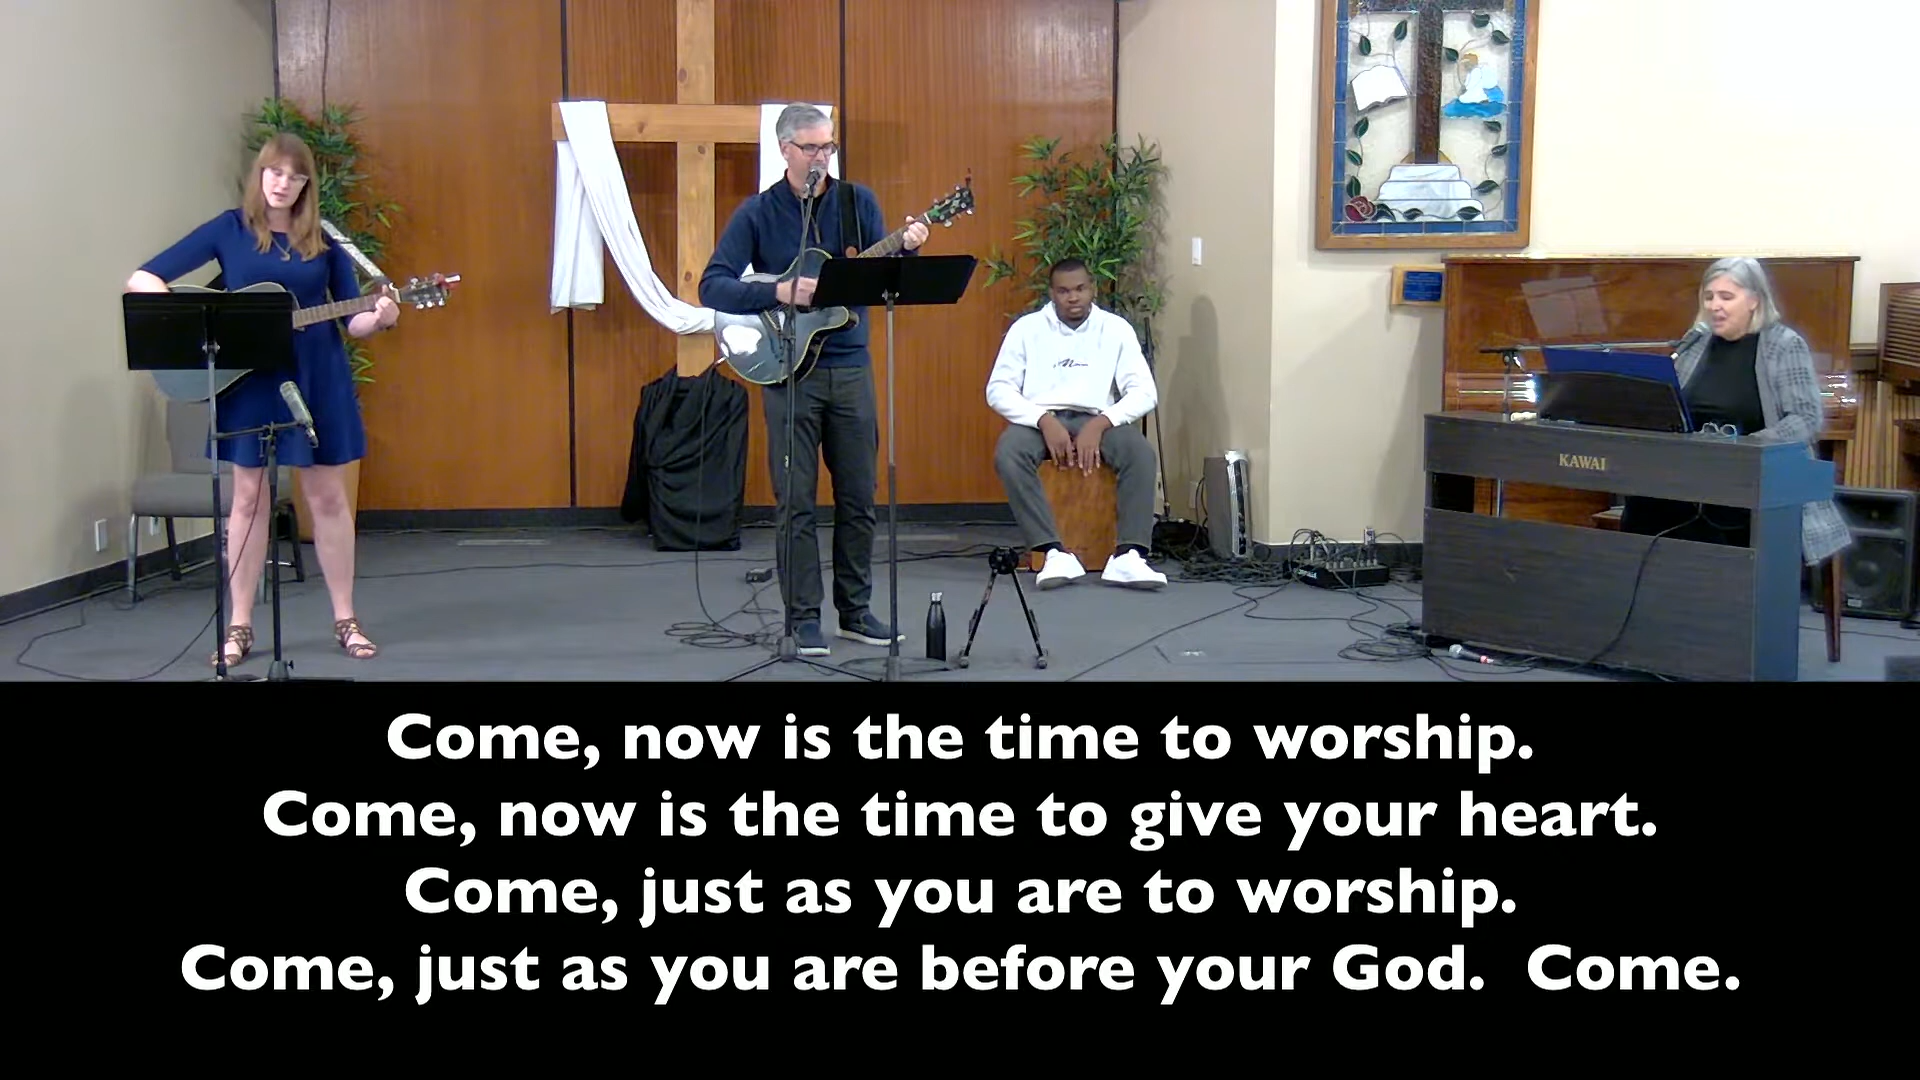 KAWAI
Come, now is the time to worship.
Come, now is the time to give your heart.
Come, just as you are to worship.
Come, just as you are before your God.  Come.